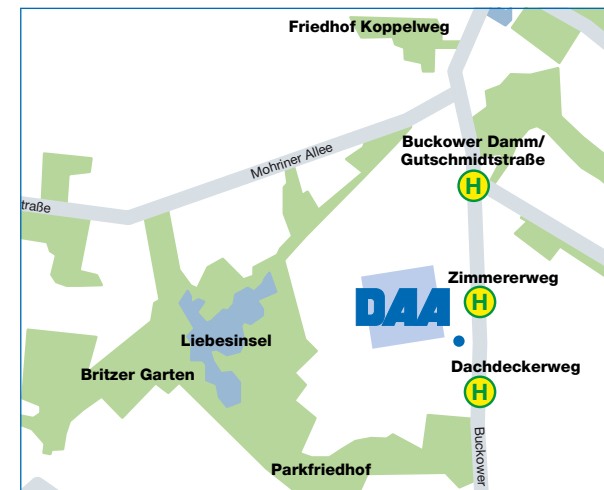 Friedhof Koppelweg
Buckower Damm/
Gutschmidtstraße
H
Mohriner Allee
traße
Zimmererweg
H
DAA
Liebesinsel
Dachdeckerweg
H
Britzer Garten
Buckower
Parkfriedhof